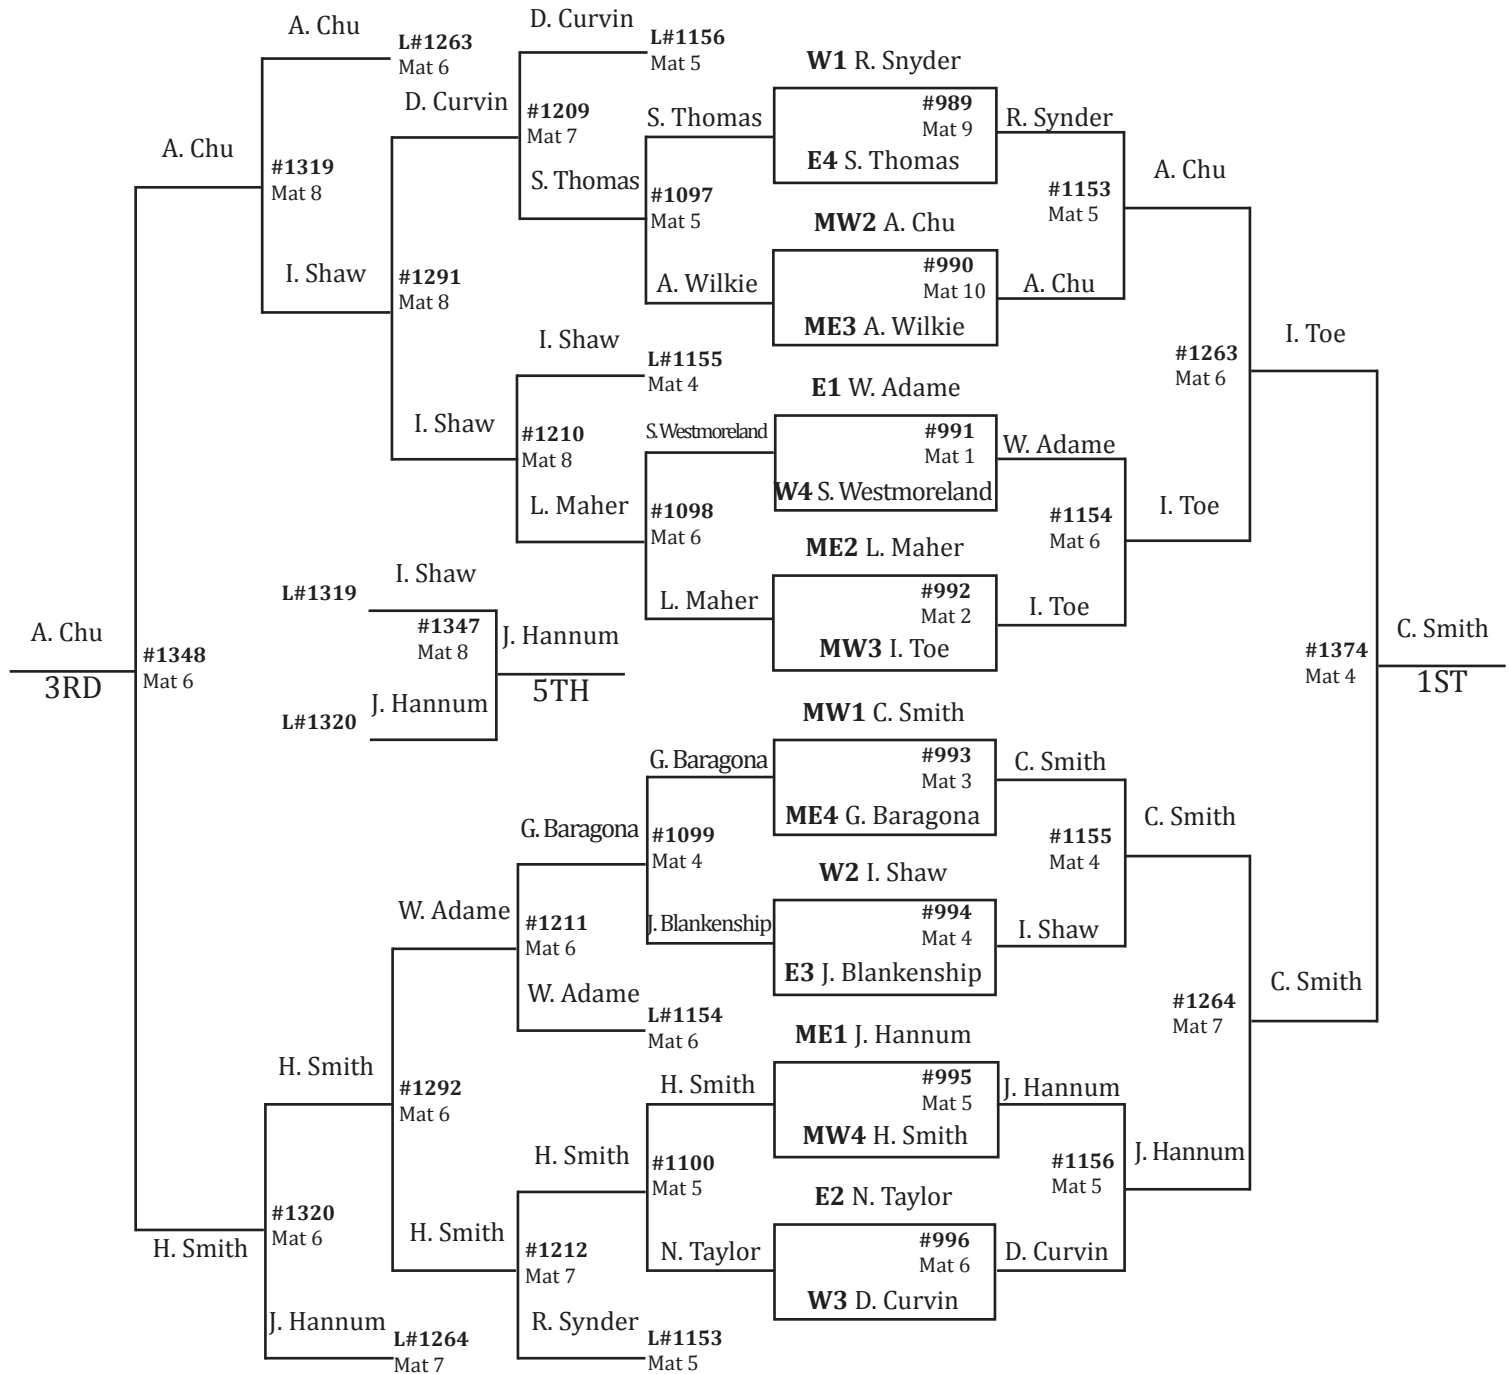 A. Chu
L#1263
Mat 6
A. Chu
#1319
Mat 8
I. Shaw
D. Curvin
L#1156
Mat 5
D. Curvin
#1209
Mat 7
S. Thomas
#1291
Mat 8
I. Shaw
L#1155
Mat 4
I. Shaw
#1210
Mat 8
L. Maher
S. Thomas
#1097
Mat 5
A. Wilkie
S. Westmoreland
#1098
Mat 6
L. Maher
W1 R. Snyder
#989
Mat 9
E4 S. Thomas
MW2 A. Chu
#990
Mat 10
ME3 A. Wilkie
E1 W. Adame
#991
Mat 1
W4 S. Westmoreland
ME2 L. Maher
#992
Mat 2
MW3 I. Toe
R. Synder
#1153
Mat 5
A. Chu
A. Chu
W. Adame
#1154
Mat 6
I. Toe
I. Toe
#1263
Mat 6
I. Toe
I. Shaw
L#1319
#1347
Mat 8
J. Hannum
L#1320
J. Hannum
5TH
A. Chu
3RD
#1348
Mat 6
#1374
Mat 4
C. Smith
1ST
MW1 C. Smith
#993
Mat 3
ME4 G. Baragona
W2 I. Shaw
#994
Mat 4
E3 J. Blankenship
ME1 J. Hannum
#995
Mat 5
MW4 H. Smith
E2 N. Taylor
#996
Mat 6
W3 D. Curvin
C. Smith
#1155
Mat 4
I. Shaw
C. Smith
J. Hannum
#1156
Mat 5
D. Curvin
J. Hannum
#1264
Mat 7
C. Smith
G. Baragona
#1099
Mat 4
J. Blankenship
G. Baragona
W. Adame
#1211
Mat 6
W. Adame
L#1154
Mat 6
H. Smith
#1292
Mat 6
H. Smith
#1100
Mat 5
N. Taylor
H. Smith
H. Smith
#1212
Mat 7
R. Synder
L#1153
Mat 5
#1320
Mat 6
H. Smith
J. Hannum
L#1264
Mat 7